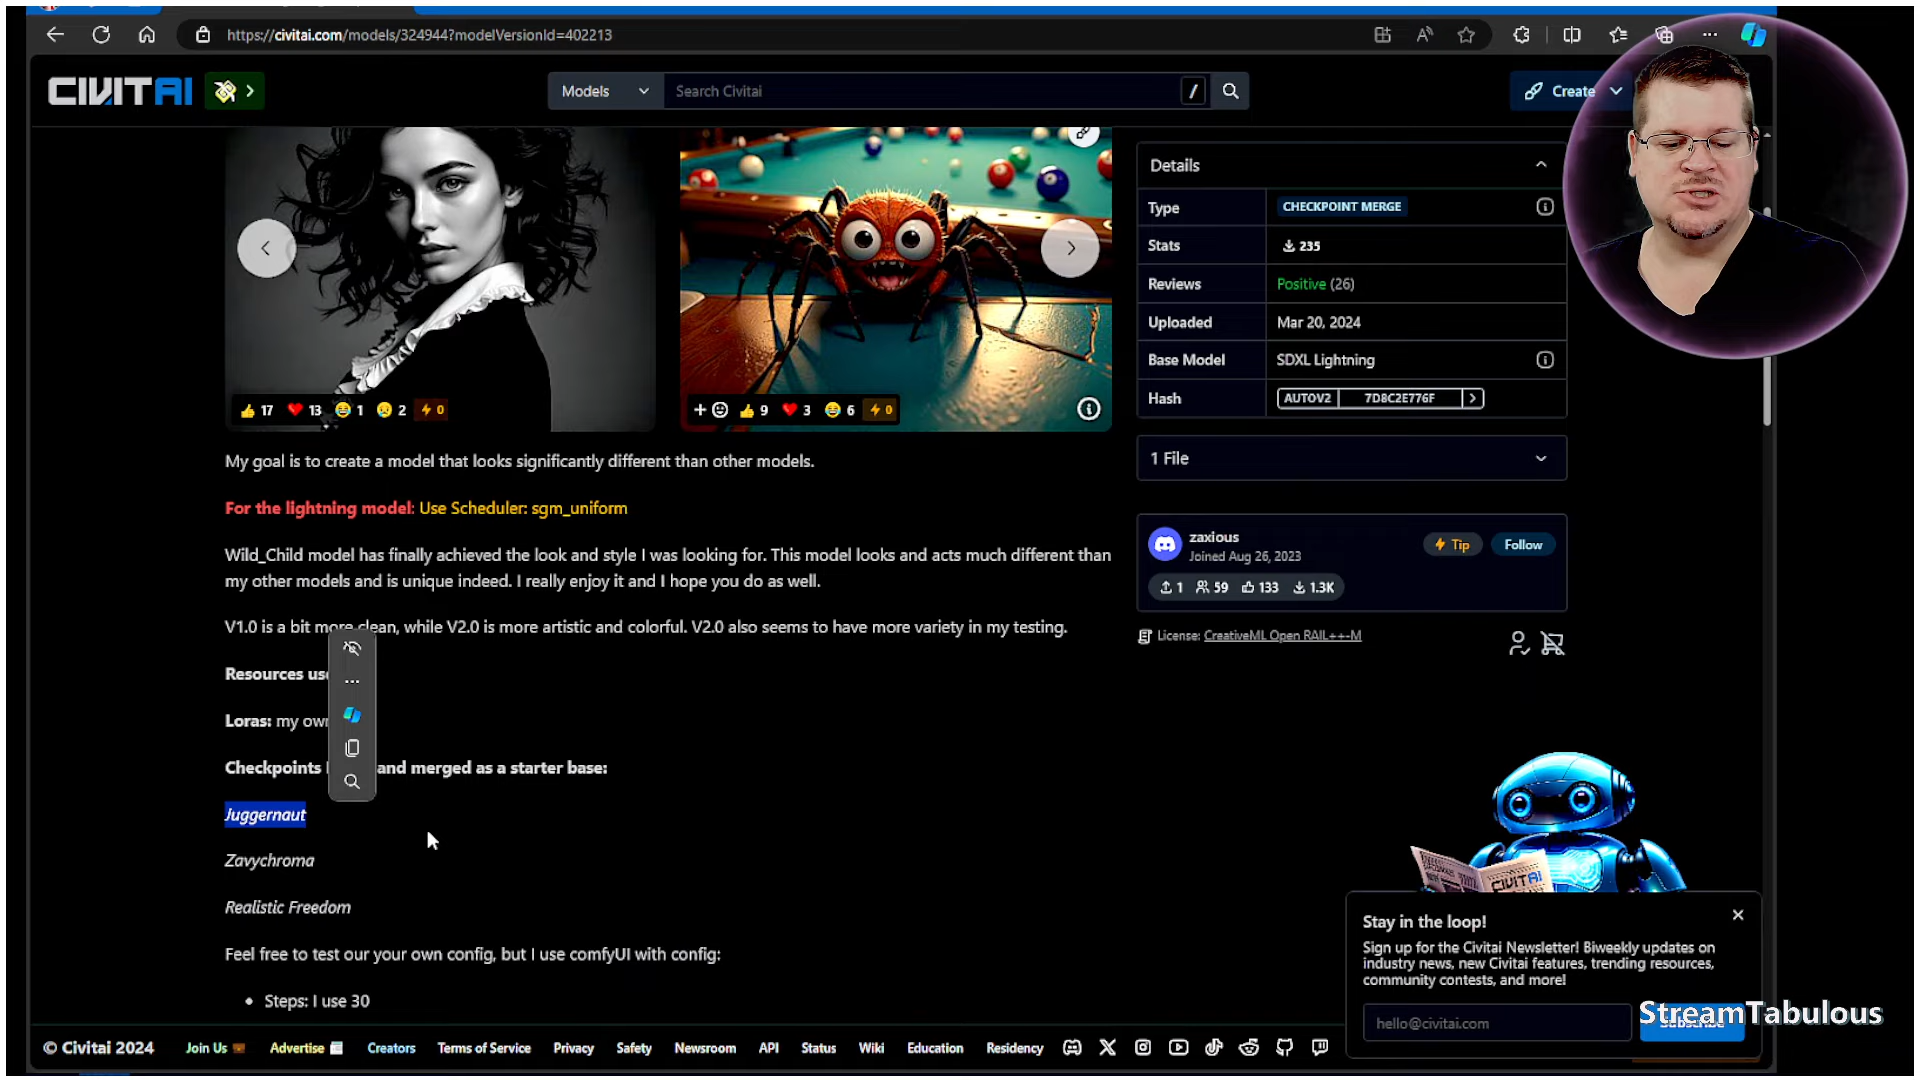 https://civitai.com/models/324944?modelVersionId=402213
CIVITAI
Models
Search Civitai
/
Create
Details
Type
CHECKPOINT MERGE
Stats
235
Reviews
Positive (26)
Uploaded
Mar 20, 2024
Base Model
SDXL Lightning
Hash
AUTOV2 7D8C2E776F
17 13 1 2 0
9 3 6 0
1 File
My goal is to create a model that looks significantly different than other models.
For the lightning model: Use Scheduler: sgm_uniform
Wild_Child model has finally achieved the look and style I was looking for. This model looks and acts much different than
my other models and is unique indeed. I really enjoy it and I hope you do as well.
V1.0 is a bit more clean, while V2.0 is more artistic and colorful. V2.0 also seems to have more variety in my testing.
zaxious
Joined Aug 26, 2023
Tip
Follow
1 59 133 1.3K
License: CreativeML Open RAIL++-M
Resources
Loras: my
Checkpoints and merged as a starter base:
Juggernaut
Zavychroma
Realistic Freedom
Feel free to test our your own config, but I use comfyUI with config:
• Steps: I use 30
CIVITAI
Stay in the loop!
Sign up for the Civitai Newsletter! Biweekly updates on
industry news, new Civitai features, trending resources,
community contests, and more!
hello@civitai.com
StreamTabulous
© Civitai 2024
Join Us
Advertise
Creators
Terms of Service
Privacy
Safety
Newsroom
API
Status
Wiki
Education
Residency